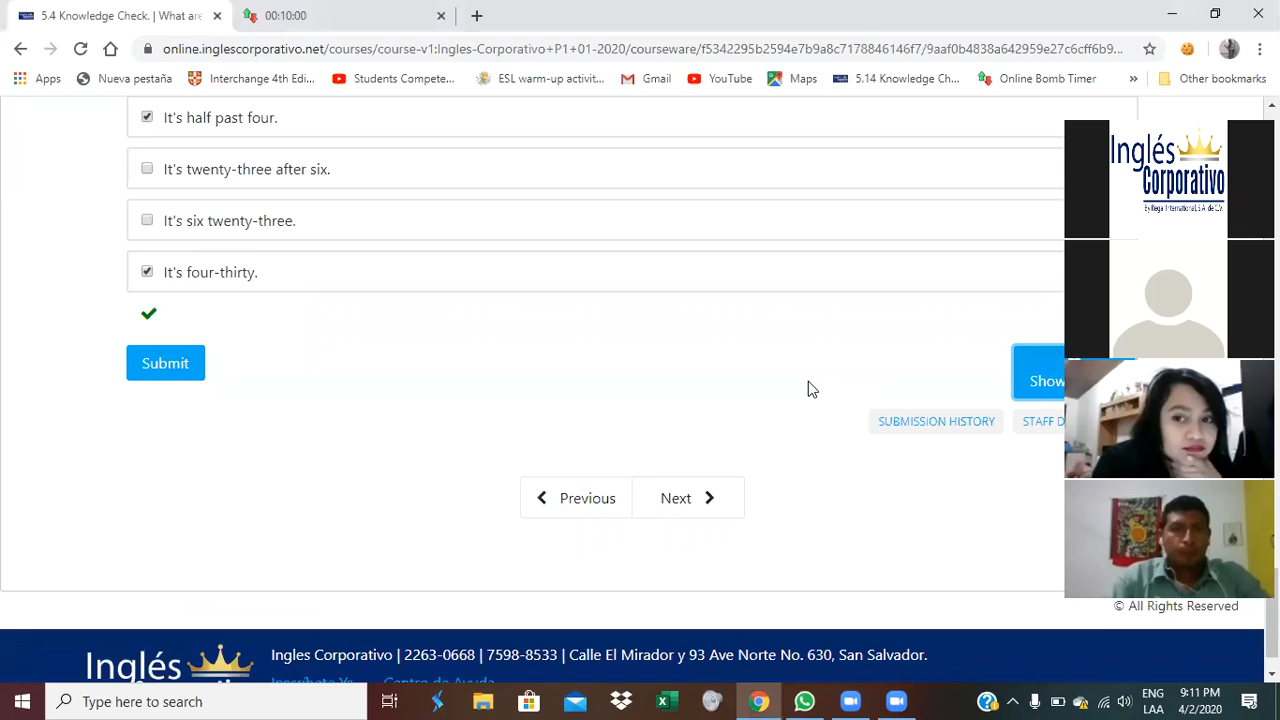 5.4 Knowledge Check. | What are
00:10:00
online.inglescorporativo.net/courses/course-v1:Ingles-Corporativo+P1+01-2020/courseware/f5342295b2594e7b9a8c7178846146f7/9aaf0b4838a642959e27c6cff6b9...
Apps
Nueva pestaña
Interchange 4th Edi...
Students Compete...
ESL warm-up activit...
Gmail
YouTube
Maps
5.14 Knowledge Ch...
Online Bomb Timer
»
Other bookmarks
It's half past four.
It's twenty-three after six.
It's six twenty-three.
It's four-thirty.
Submit
Show
SUBMISSION HISTORY
STAFF D
Previous
Next
Inglés
Corporativo
© All Rights Reserved
Inglés
Ingles Corporativo | 2263-0668 | 7598-8533 | Calle El Mirador y 93 Ave Norte No. 630, San Salvador.
Inscríbete Ya
Centro de Ayuda
Type here to search
ENG
LAA
9:11 PM
4/2/2020